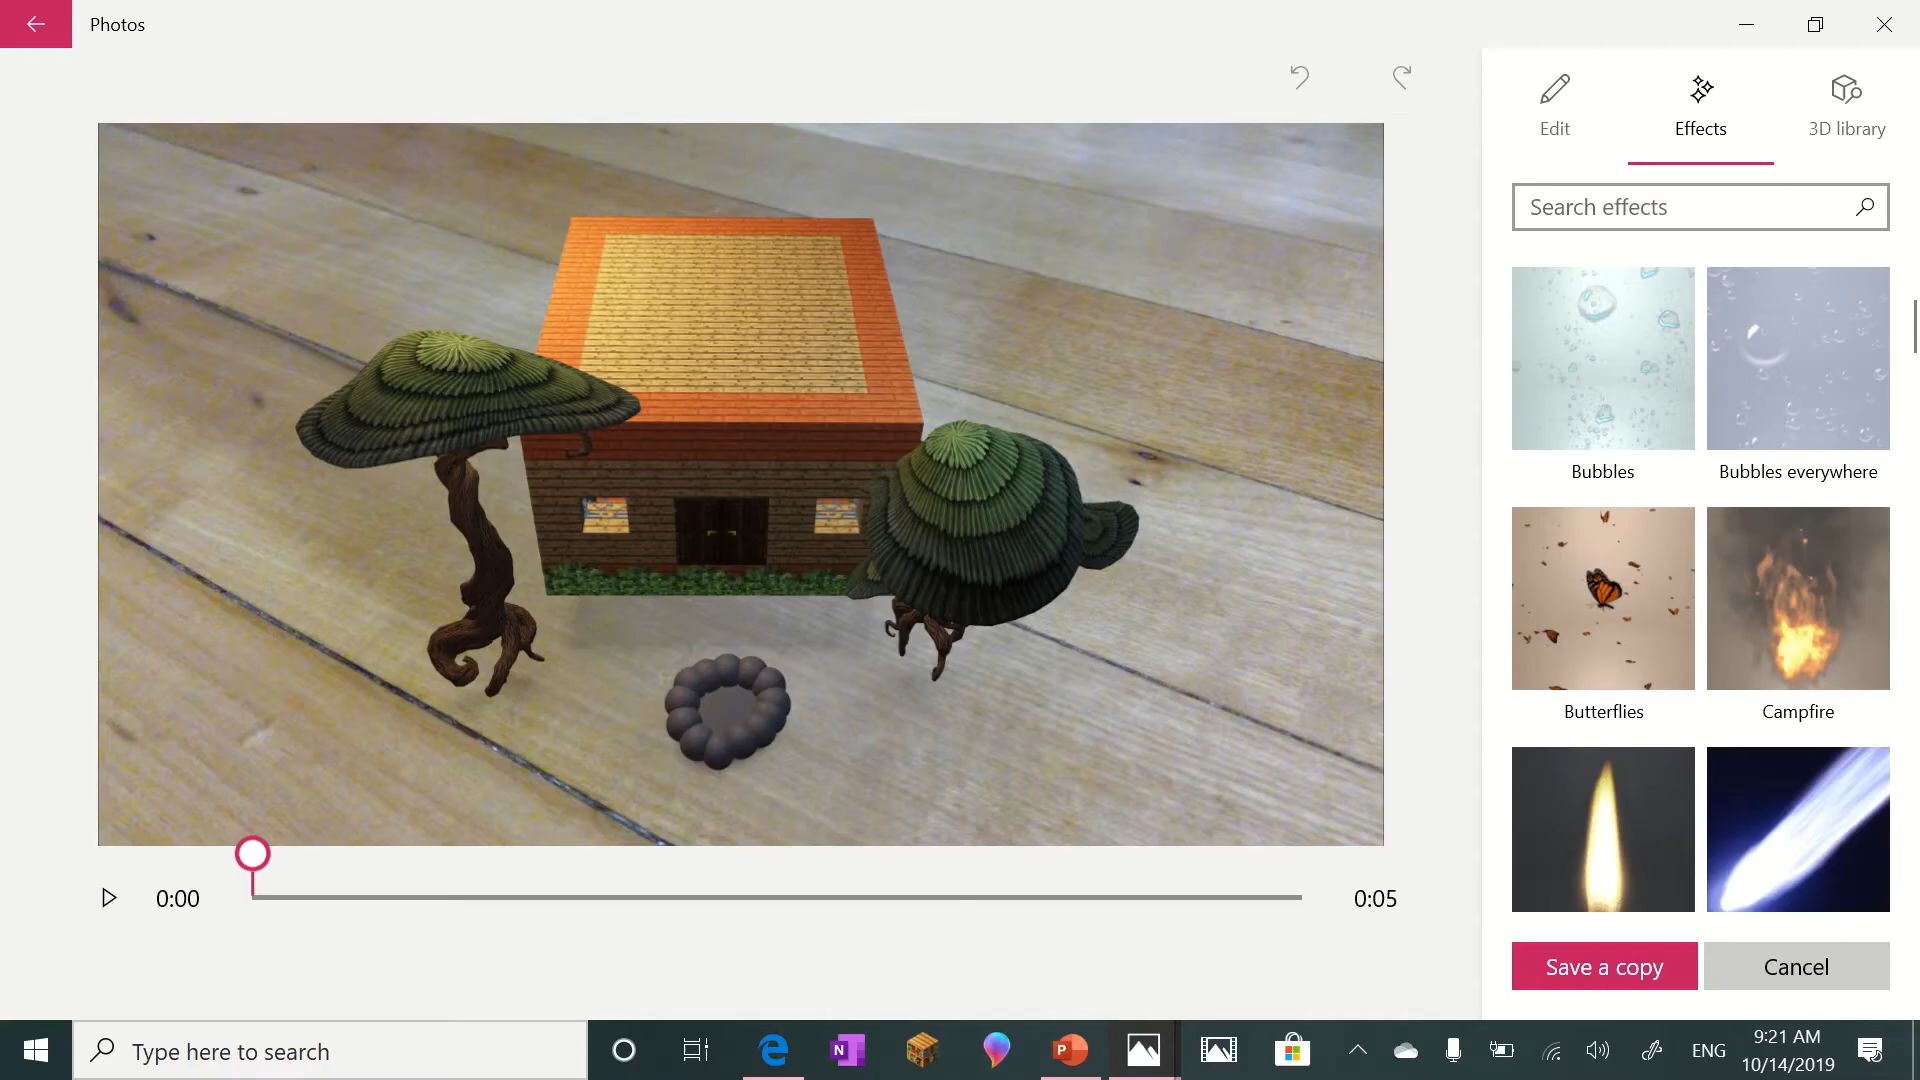 Photos
Edit
Effects
3D library
Search effects
Bubbles
Bubbles everywhere
Butterflies
Campfire
0:00
0:05
Save a copy
Cancel
Type here to search
N
P
ENG
9:21 AM
10/14/2019